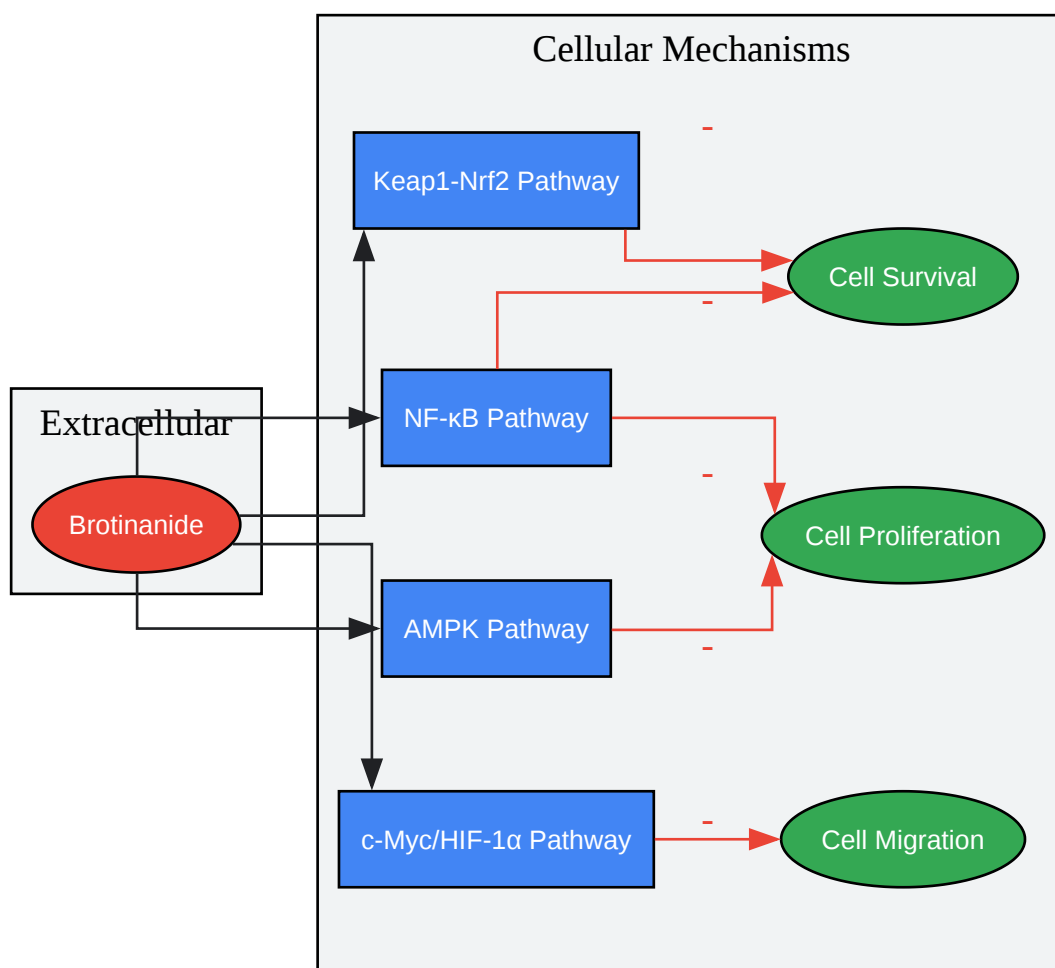 Cellular Mechanisms
-
Keap1-Nrf2 Pathway
Cell Survival
-
NF-κB Pathway
Extracellular
-
Brotinanide
Cell Proliferation
AMPK Pathway
-
-
c-Myc/HIF-1α Pathway
Cell Migration